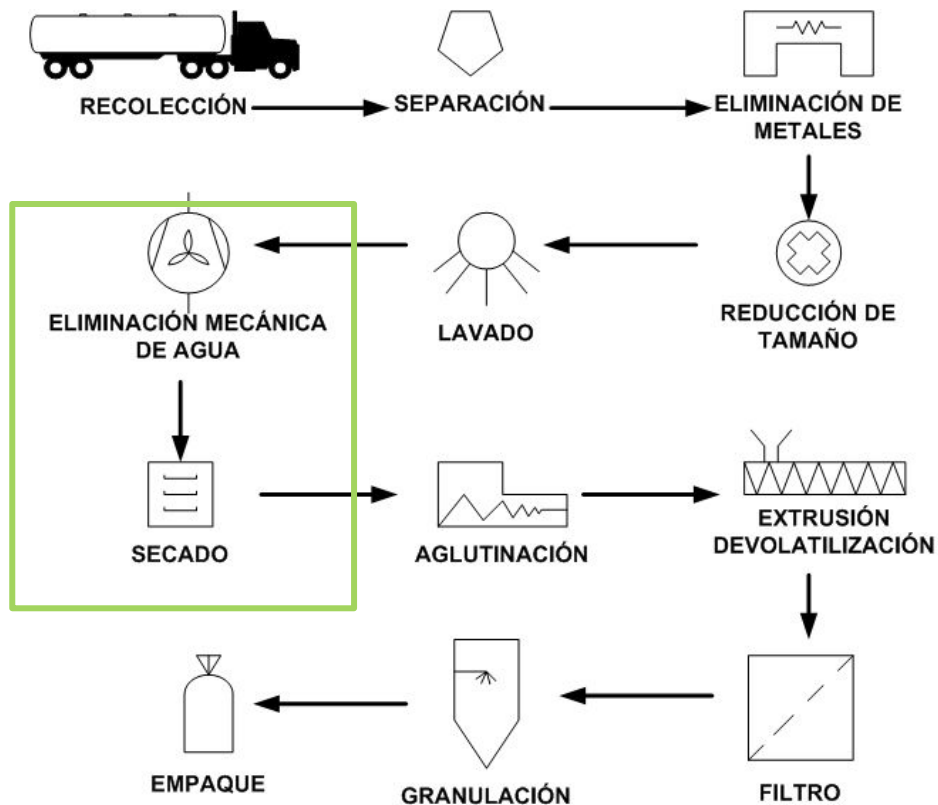 RECOLECCIÓN
SEPARACIÓN
ELIMINACIÓN DE
METALES
REDUCCIÓN DE
TAMAÑO
LAVADO
ELIMINACIÓN MECÁNICA
DE AGUA
SECADO
AGLUTINACIÓN
EXTRUSIÓN
DEVOLATILIZACIÓN
FILTRO
GRANULACIÓN
EMPAQUE